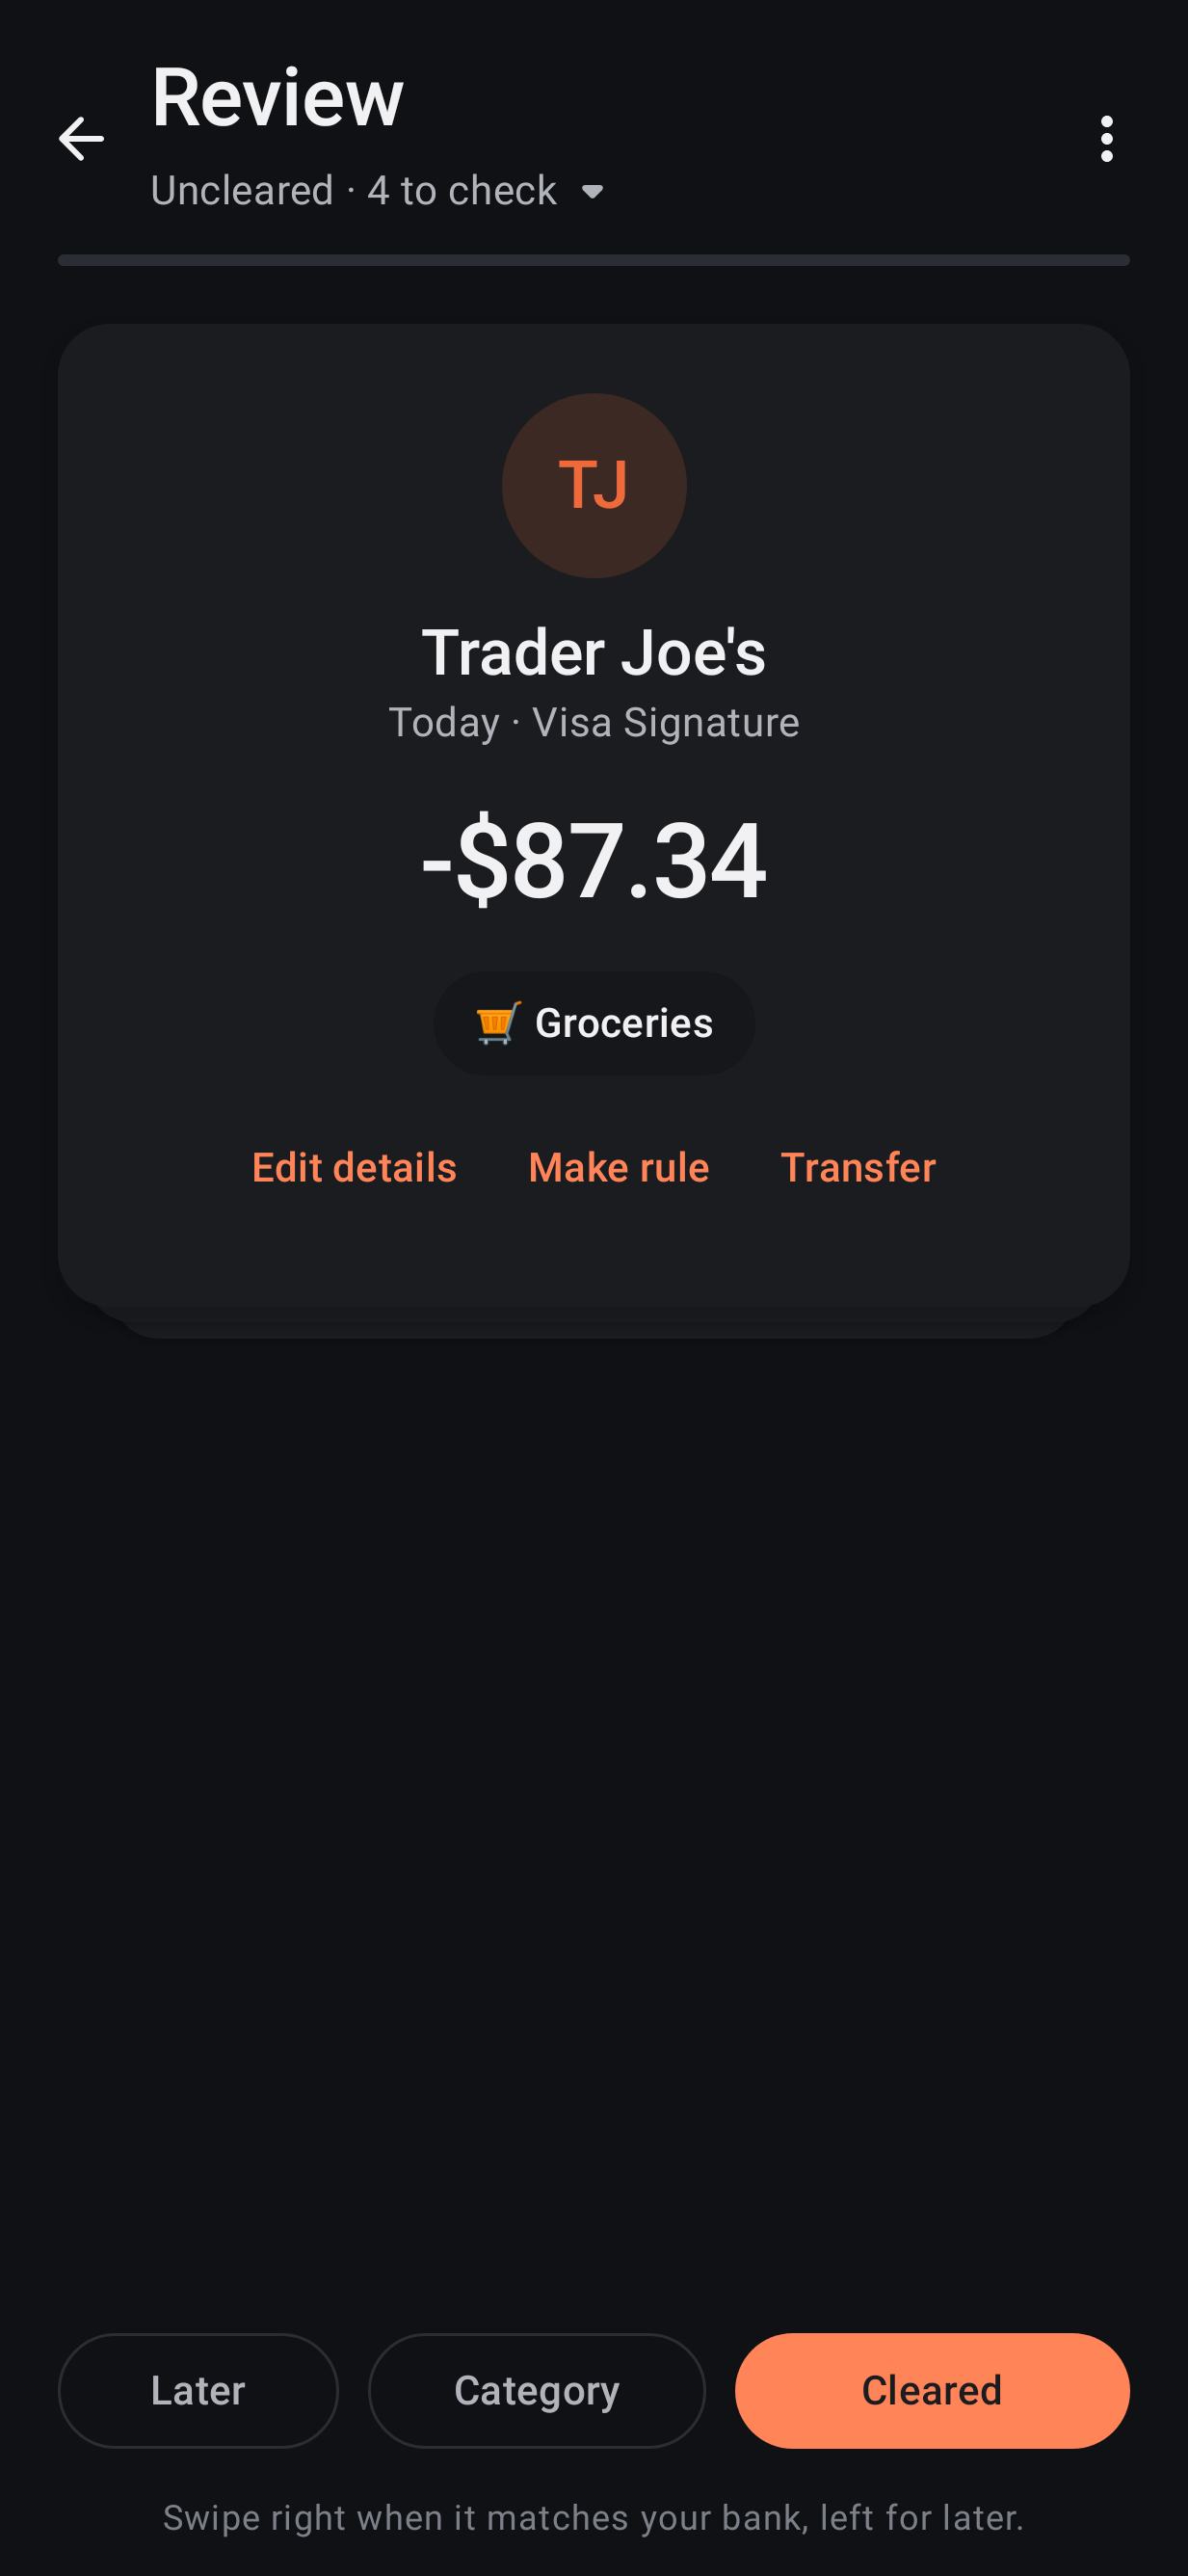 Review
Uncleared · 4 to check
TJ
Trader Joe's
Today · Visa Signature
-$87.34
🛒 Groceries
Edit details Make rule Transfer
Later Category Cleared
Swipe right when it matches your bank, left for later.